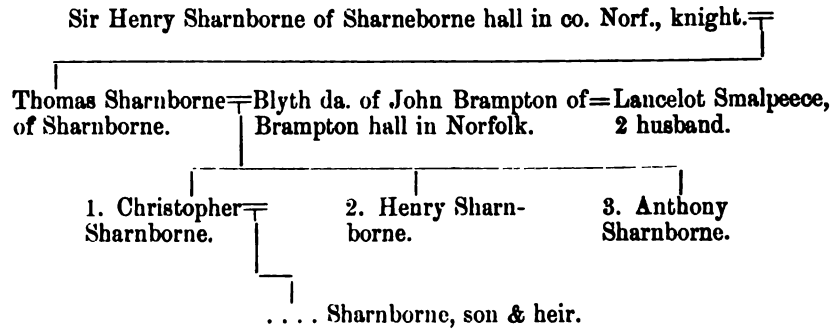 Sir Henry Sharnborne of Sharneborne hall in co. Norf., knight.
Thomas Sharnborne=Blyth da. of John Brampton of=Lancelot Smalpeece,
of Sharnborne. Brampton hall in Norfolk. 2 husband.
1. Christopher= 2. Henry Sharn- 3. Anthony
Sharnborne. borne. Sharnborne.
.... Sharnborne, son & heir.